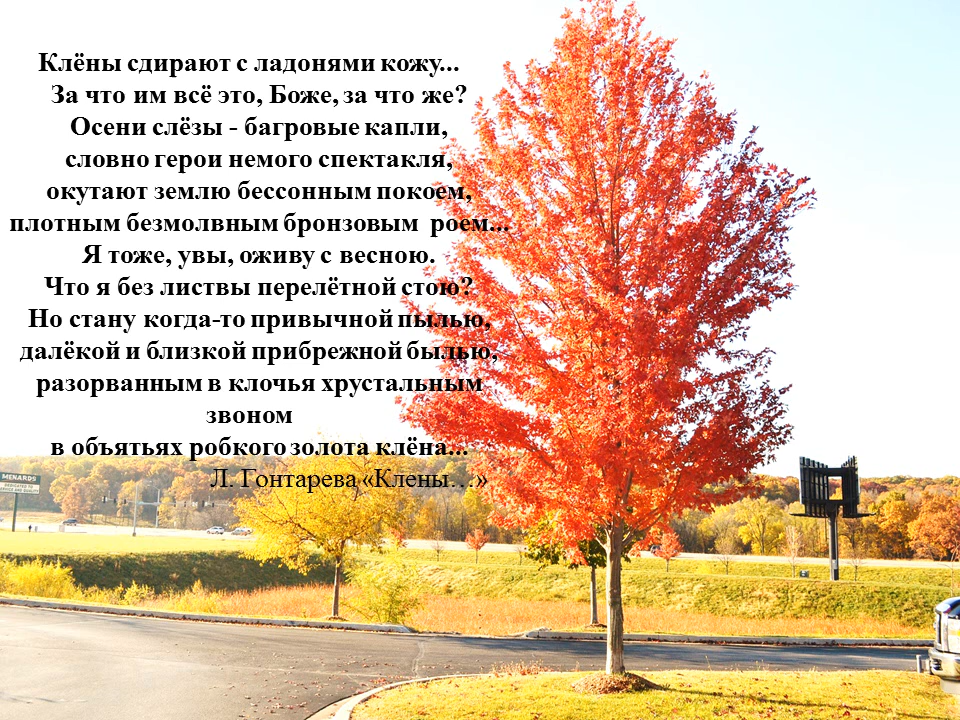 Клёны сдирают с ладонями кожу...
За что им всё это, Боже, за что же?
Осени слёзы - багровые капли,
словно герои немого спектакля,
окутают землю бессонным покоем,
плотным безмолвным бронзовым роем...
Я тоже, увы, оживу с весною.
Что я без листвы перелётной стою?
Но стану когда-то привычной пылью,
далёкой и близкой прибрежной былью,
разорванным в клочья хрустальным
звоном
в объятьях робкого золота клёна...
Л. Гонтарева «Клены…»
MENARDS